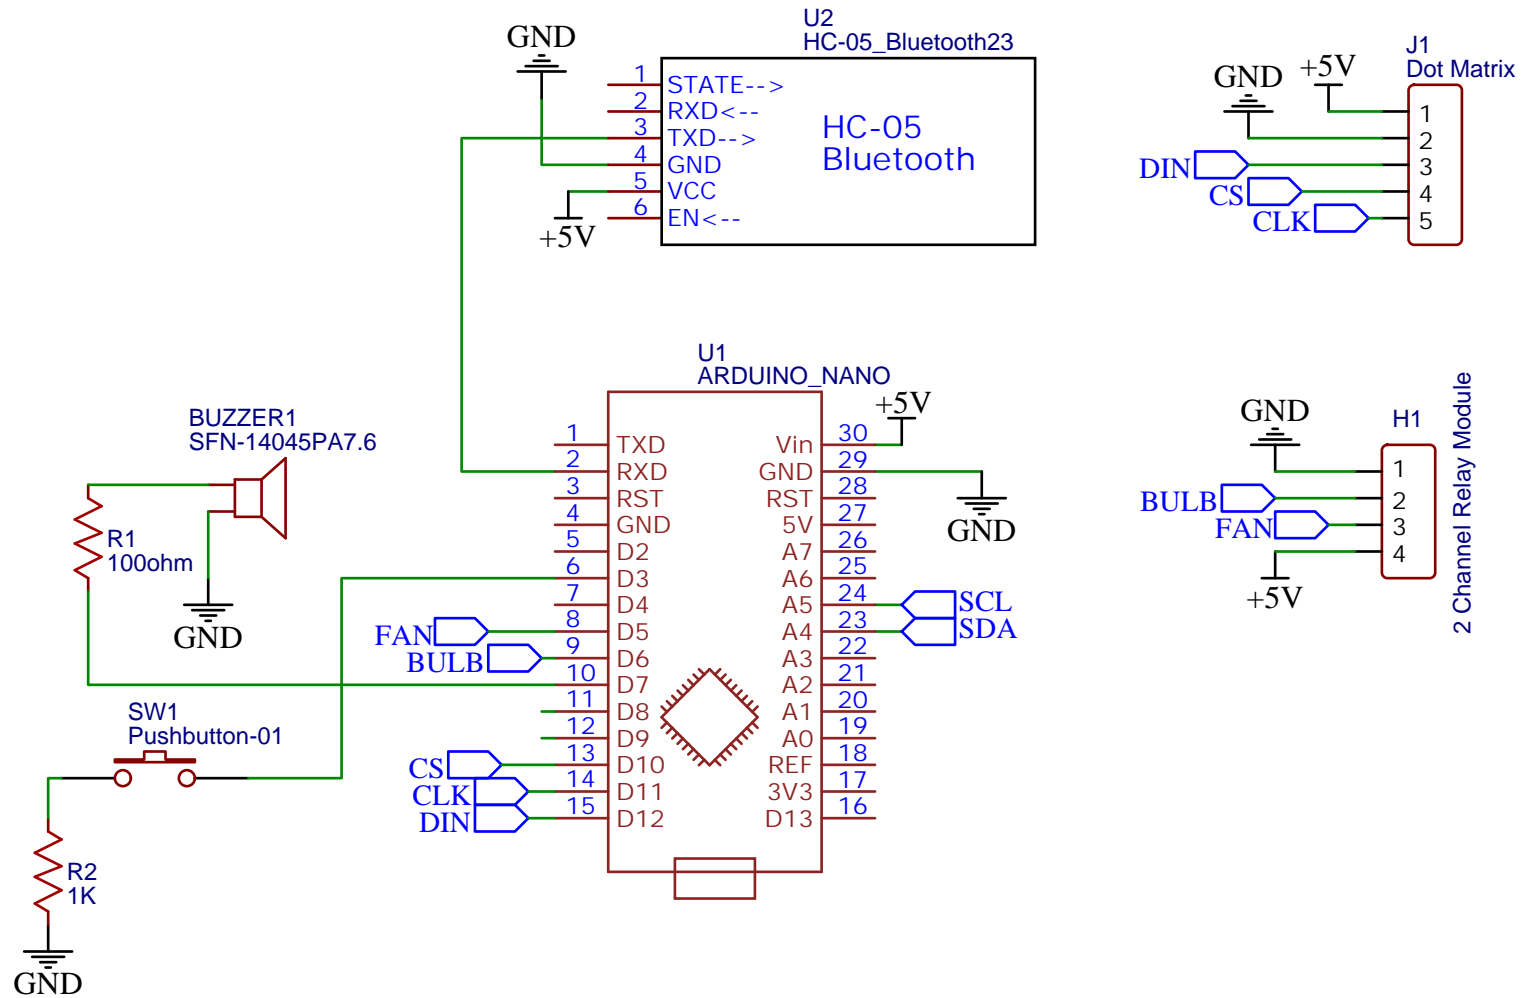 U2
HC-05_Bluetooth23
GND
1 STATE-->
2 RXD<--
3 TXD-->
4 GND
5 VCC
6 EN<--
HC-05
Bluetooth
+5V
J1
Dot Matrix
GND
+5V
1
2
DIN 3
CS 4
CLK 5
U1
ARDUINO_NANO
+5V
1 TXD
2 RXD
3 RST
4 GND
5 D2
6 D3
7 D4
FAN 8 D5
BULB 9 D6
10 D7
11 D8
12 D9
CS 13 D10
CLK 14 D11
DIN 15 D12
Vin 30
GND 29
RST 28
5V 27
A7 26
A6 25
A5 24 SCL
A4 23 SDA
A3 22
A2 21
A1 20
A0 19
REF 18
3V3 17
D13 16
GND
BUZZER1
SFN-14045PA7.6
R1
100ohm
GND
SW1
Pushbutton-01
R2
1K
GND
GND
H1
1
BULB 2
FAN 3
4
+5V
2 Channel Relay Module